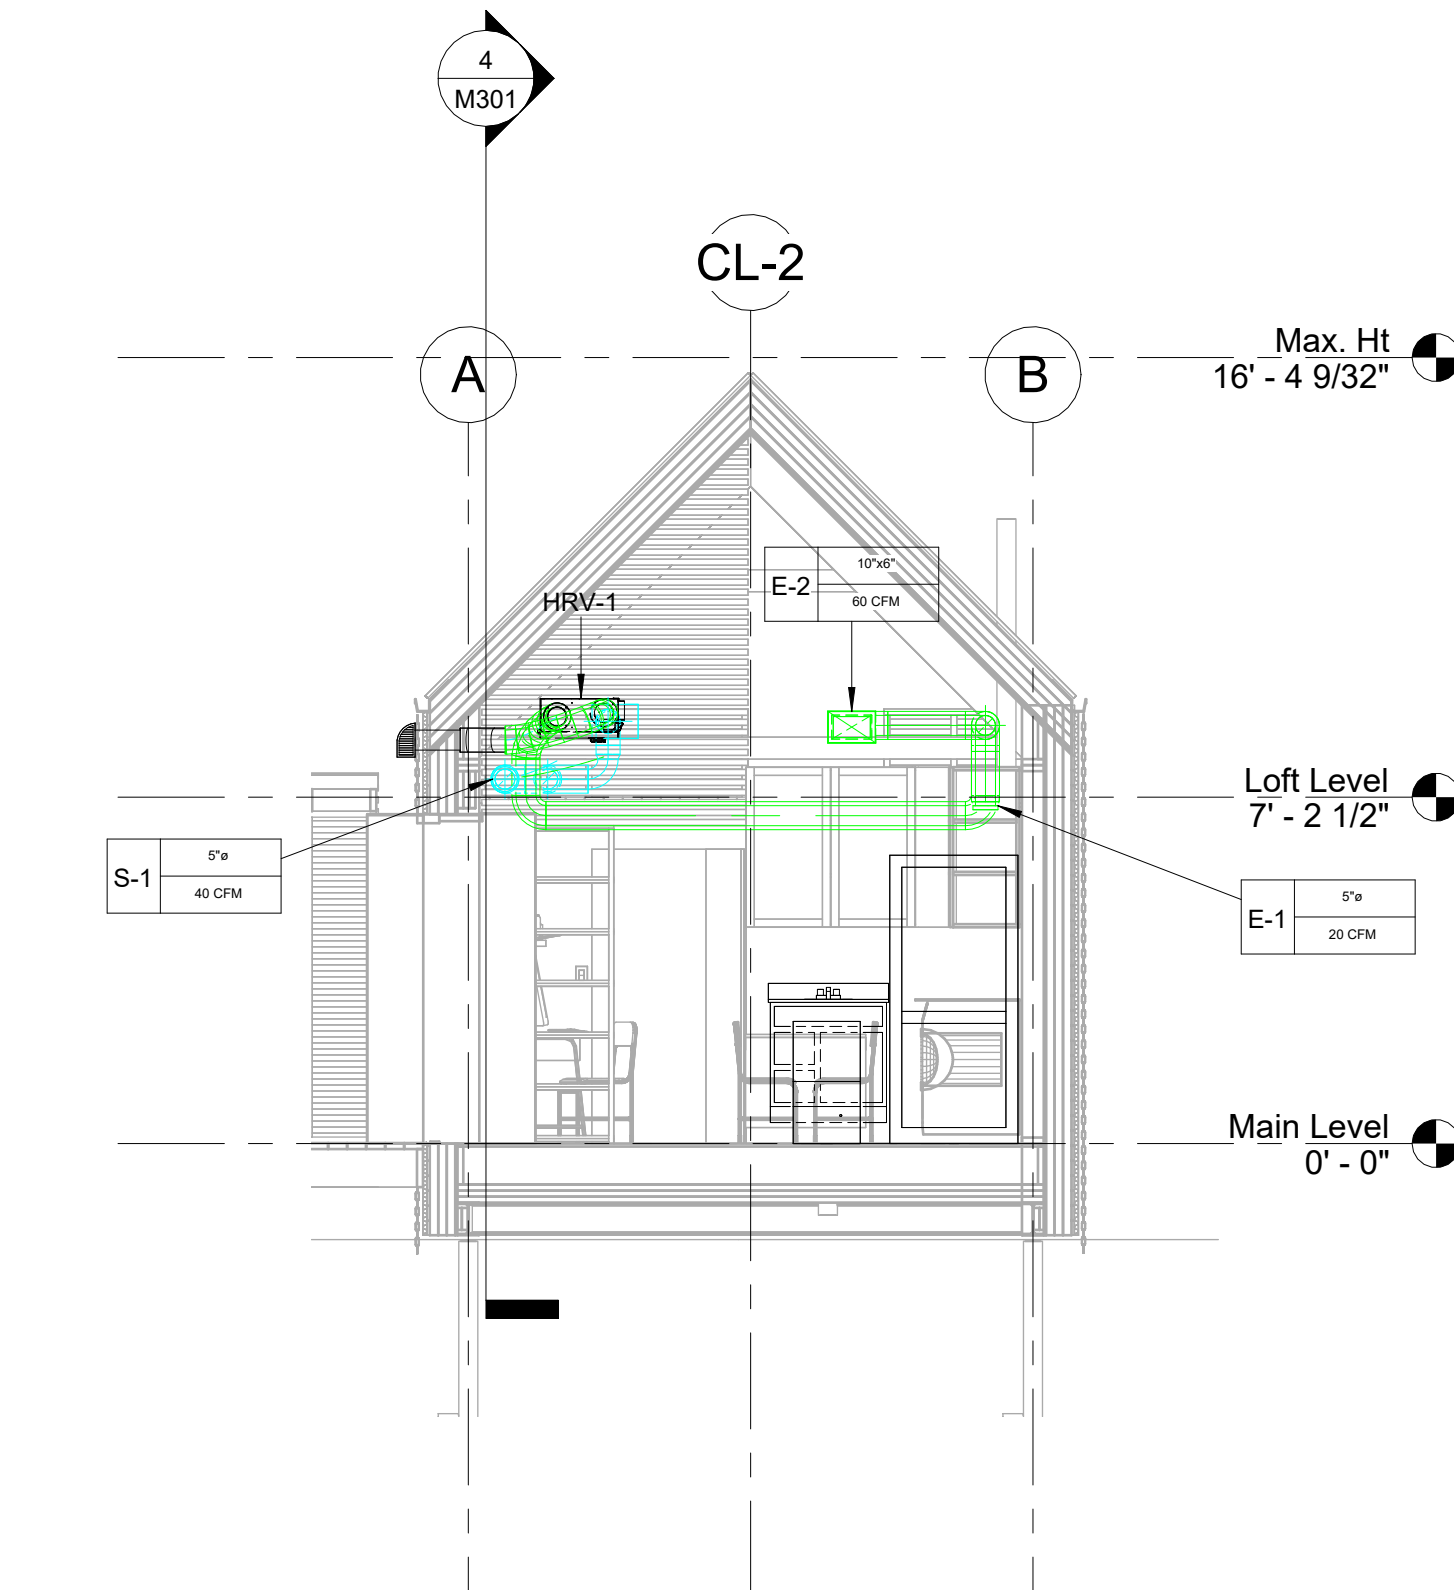 4
M301
CL-2
A
B
Max. Ht
16' - 4 9/32"
E-2
10"x6"
60 CFM
HRV-1
Loft Level
7' - 2 1/2"
S-1
5"ø
40 CFM
E-1
5"ø
20 CFM
Main Level
0' - 0"